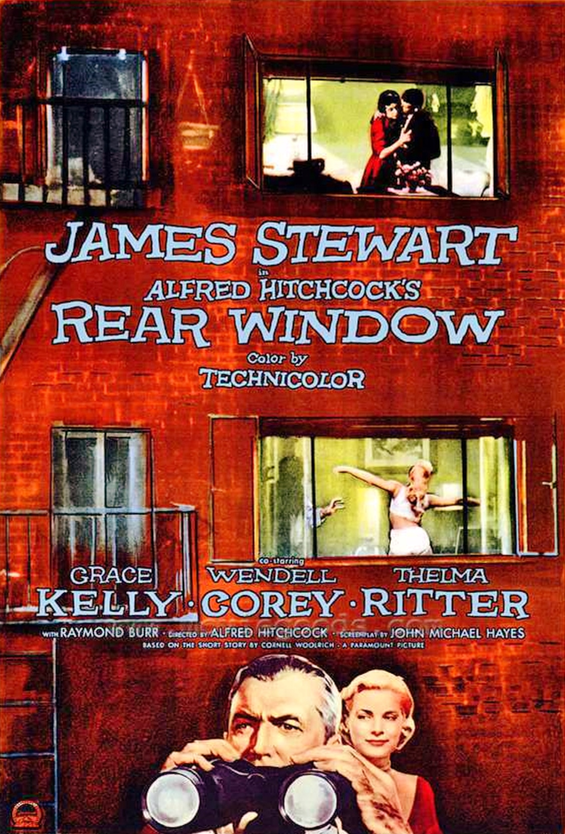 JAMES STEWART
in
ALFRED HITCHCOCK'S
REAR WINDOW
Color by
TECHNICOLOR
co-starring
GRACE WENDELL THELMA
KELLY · COREY · RITTER
WITH RAYMOND BURR · DIRECTED BY ALFRED HITCHCOCK · SCREENPLAY BY JOHN MICHAEL HAYES
BASED ON THE SHORT STORY BY CORNELL WOOLRICH · A PARAMOUNT PICTURE